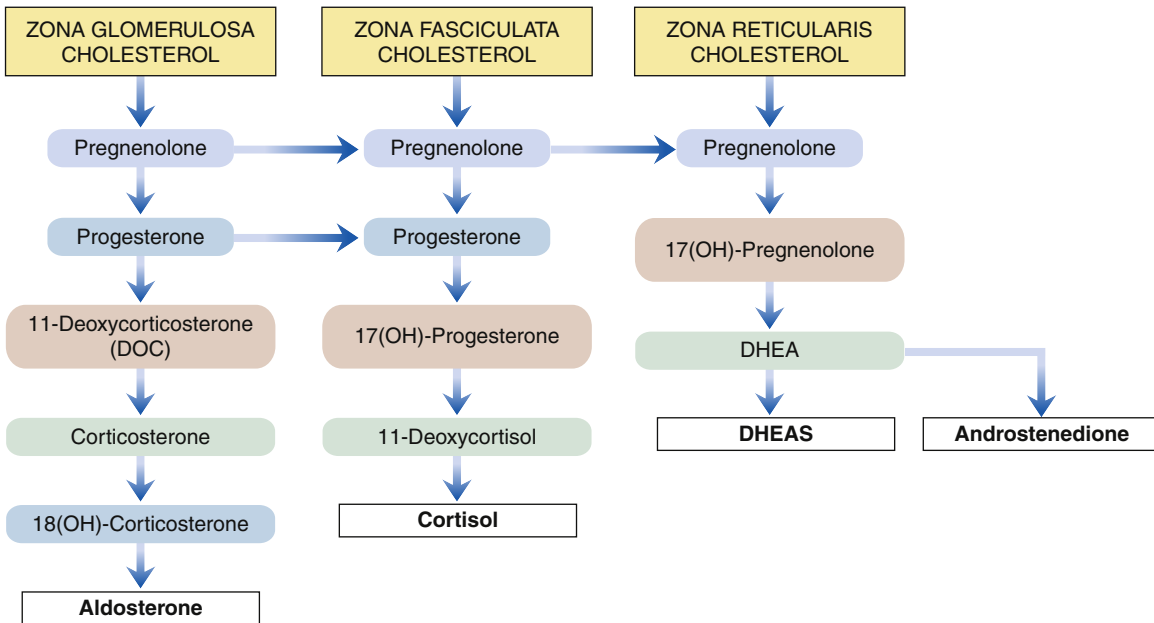 ZONA GLOMERULOSA
CHOLESTEROL
ZONA FASCICULATA
CHOLESTEROL
ZONA RETICULARIS
CHOLESTEROL
Pregnenolone
Pregnenolone
Pregnenolone
Progesterone
Progesterone
17(OH)-Pregnenolone
11-Deoxycorticosterone
(DOC)
17(OH)-Progesterone
DHEA
Corticosterone
11-Deoxycortisol
DHEAS
Androstenedione
18(OH)-Corticosterone
Cortisol
Aldosterone